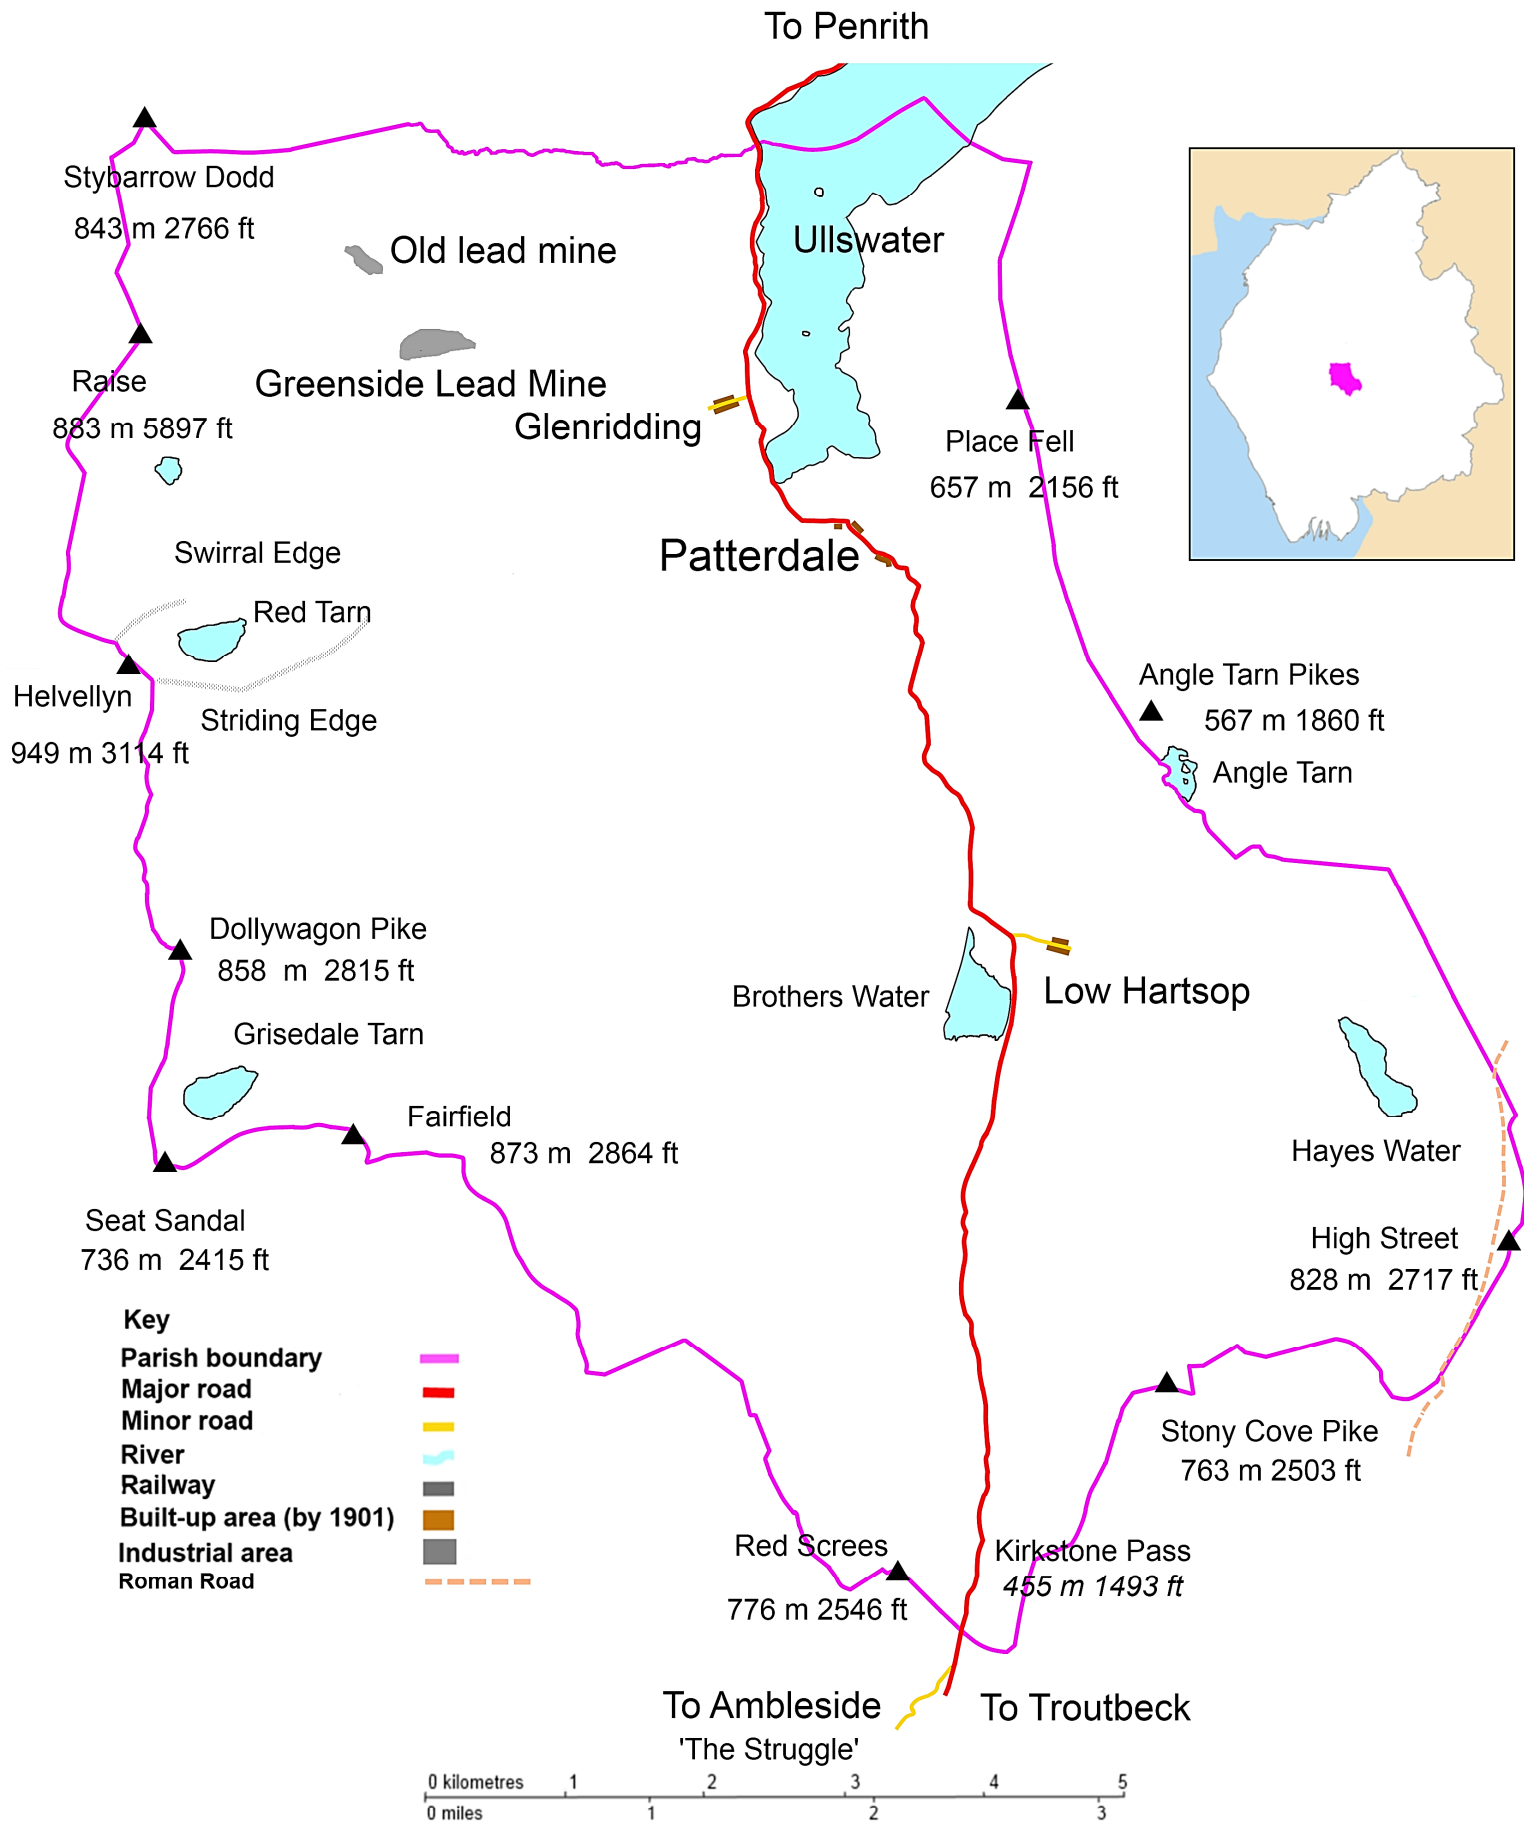 To Penrith
Stybarrow Dodd
843 m 2766 ft
Old lead mine
Ullswater
Raise
883 m 5897 ft
Greenside Lead Mine
Glenridding
Place Fell
657 m 2156 ft
Swirral Edge
Patterdale
Red Tarn
Helvellyn
949 m 3114 ft
Striding Edge
Angle Tarn Pikes
567 m 1860 ft
Angle Tarn
Dollywagon Pike
858 m 2815 ft
Brothers Water
Low Hartsop
Grisedale Tarn
Fairfield
873 m 2864 ft
Hayes Water
Seat Sandal
736 m 2415 ft
High Street
828 m 2717 ft
Key
Parish boundary
Major road
Minor road
River
Railway
Built-up area (by 1901)
Industrial area
Roman Road
Stony Cove Pike
763 m 2503 ft
Red Screes
776 m 2546 ft
Kirkstone Pass
455 m 1493 ft
To Ambleside
'The Struggle'
To Troutbeck
0 kilometres 1 2 3 4 5
0 miles 1 2 3